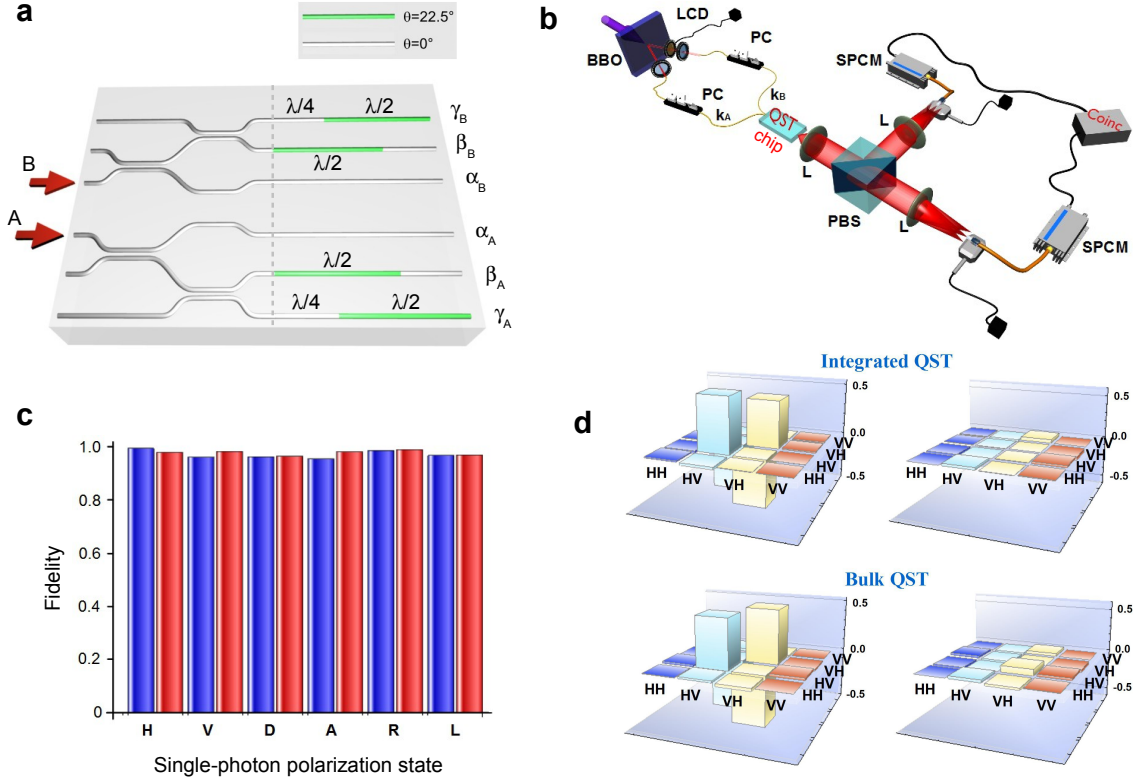 a
θ=22.5°
θ=0°
λ/4
λ/2
γB
λ/2
βB
B
αB
A
αA
λ/2
βA
λ/4
λ/2
γA
b
LCD
PC
SPCM
BBO
PC
kB
kA
QST
chip
L
L
L
PBS
Coinc
SPCM
c
Fidelity
1.0
0.8
0.6
0.4
0.2
0
H V D A R L
Single-photon polarization state
d
Integrated QST
0.5
0.0
-0.5
HH HV VH VV
HH HV VH VV
0.5
0.0
-0.5
HH HV VH VV
HH HV VH VV
Bulk QST
0.5
0.0
-0.5
HH HV VH VV
HH HV VH VV
0.5
0.0
-0.5
HH HV VH VV
HH HV VH VV